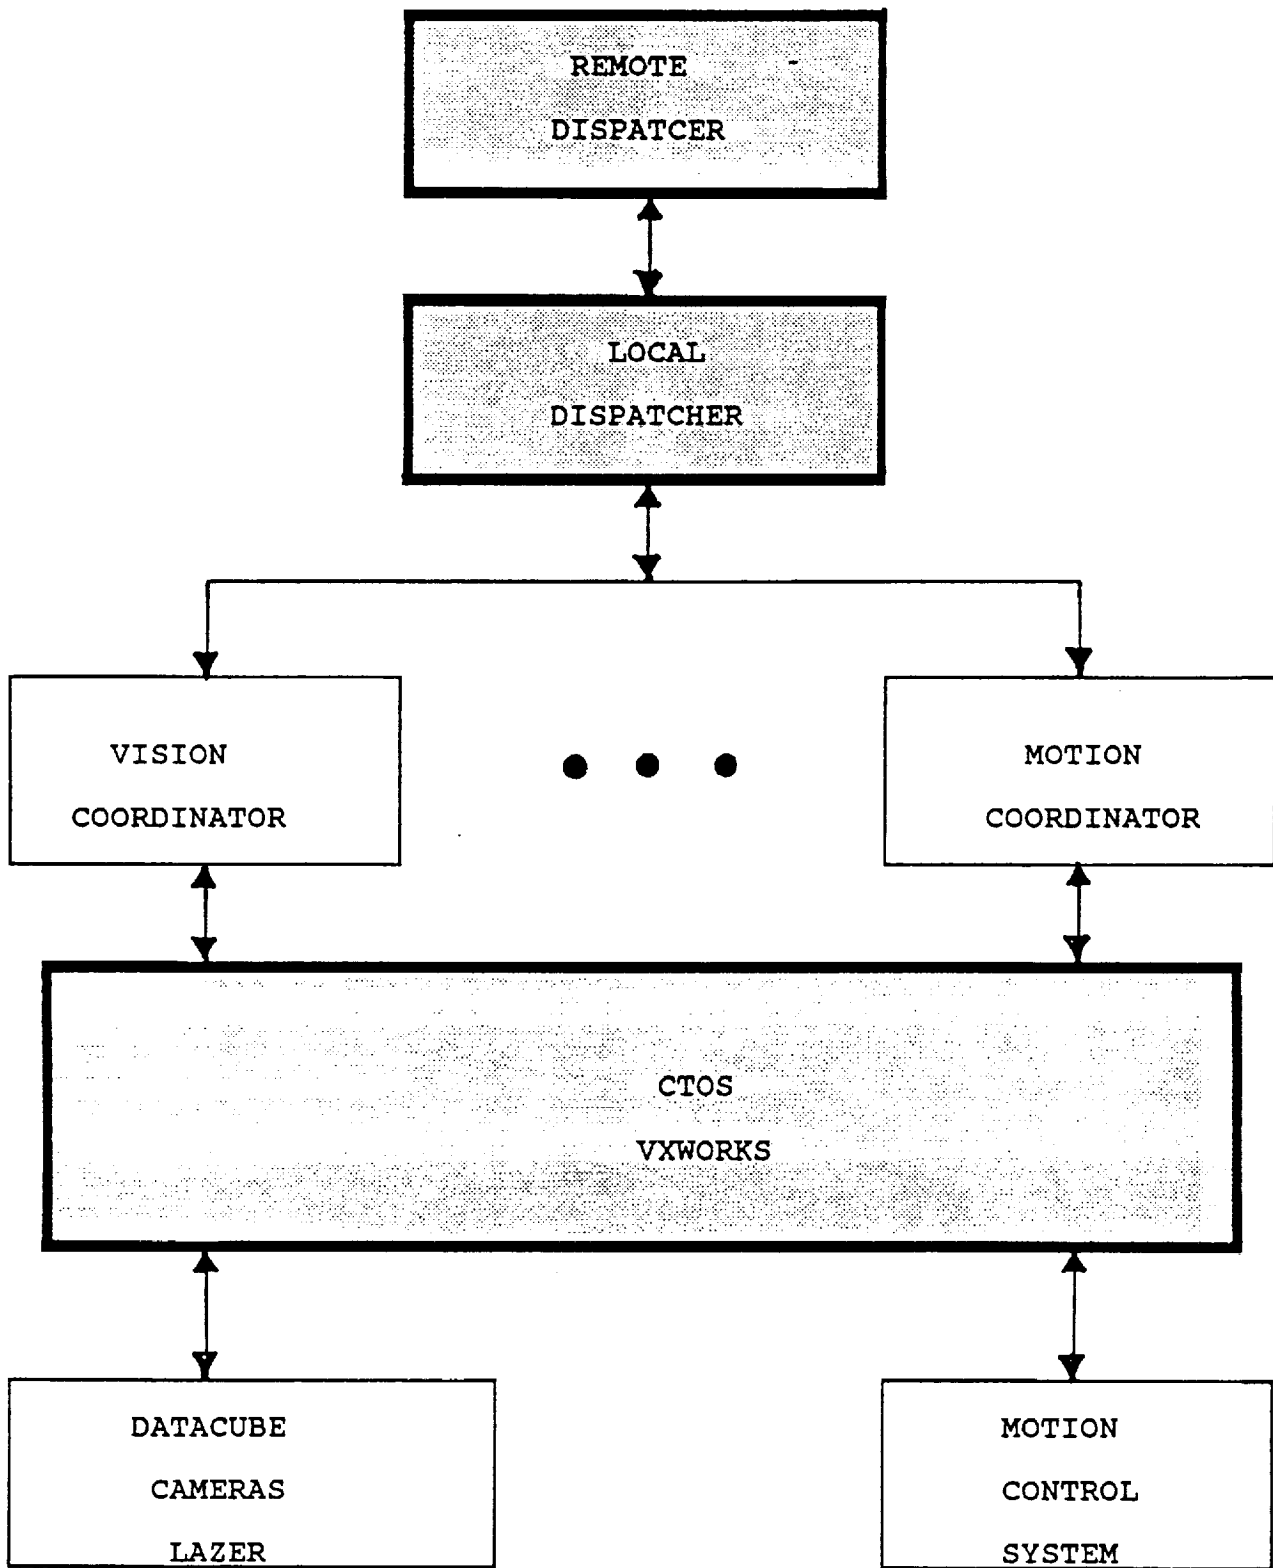 REMOTE
DISPATCER
LOCAL
DISPATCHER
VISION
COORDINATOR
MOTION
COORDINATOR
CTOS
VXWORKS
DATACUBE
CAMERAS
LAZER
MOTION
CONTROL
SYSTEM